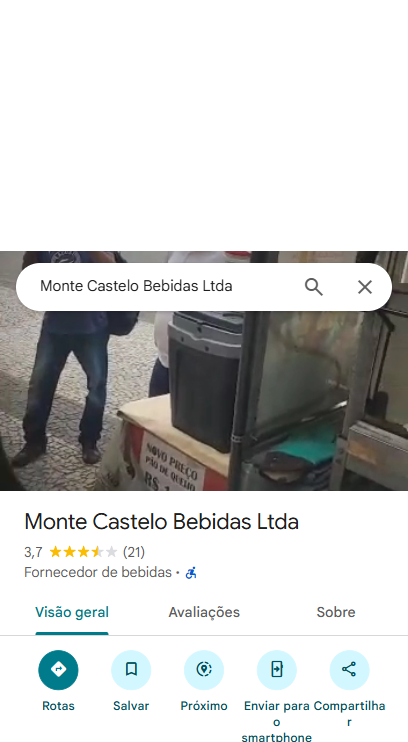 Monte Castelo Bebidas Ltda
NOVO PREÇO
PÃO DE QUEIJO
R$
Monte Castelo Bebidas Ltda
3,7 (21)
Fornecedor de bebidas ·
Visão geral Avaliações Sobre
Rotas Salvar Próximo Enviar para o smartphone Compartilhar